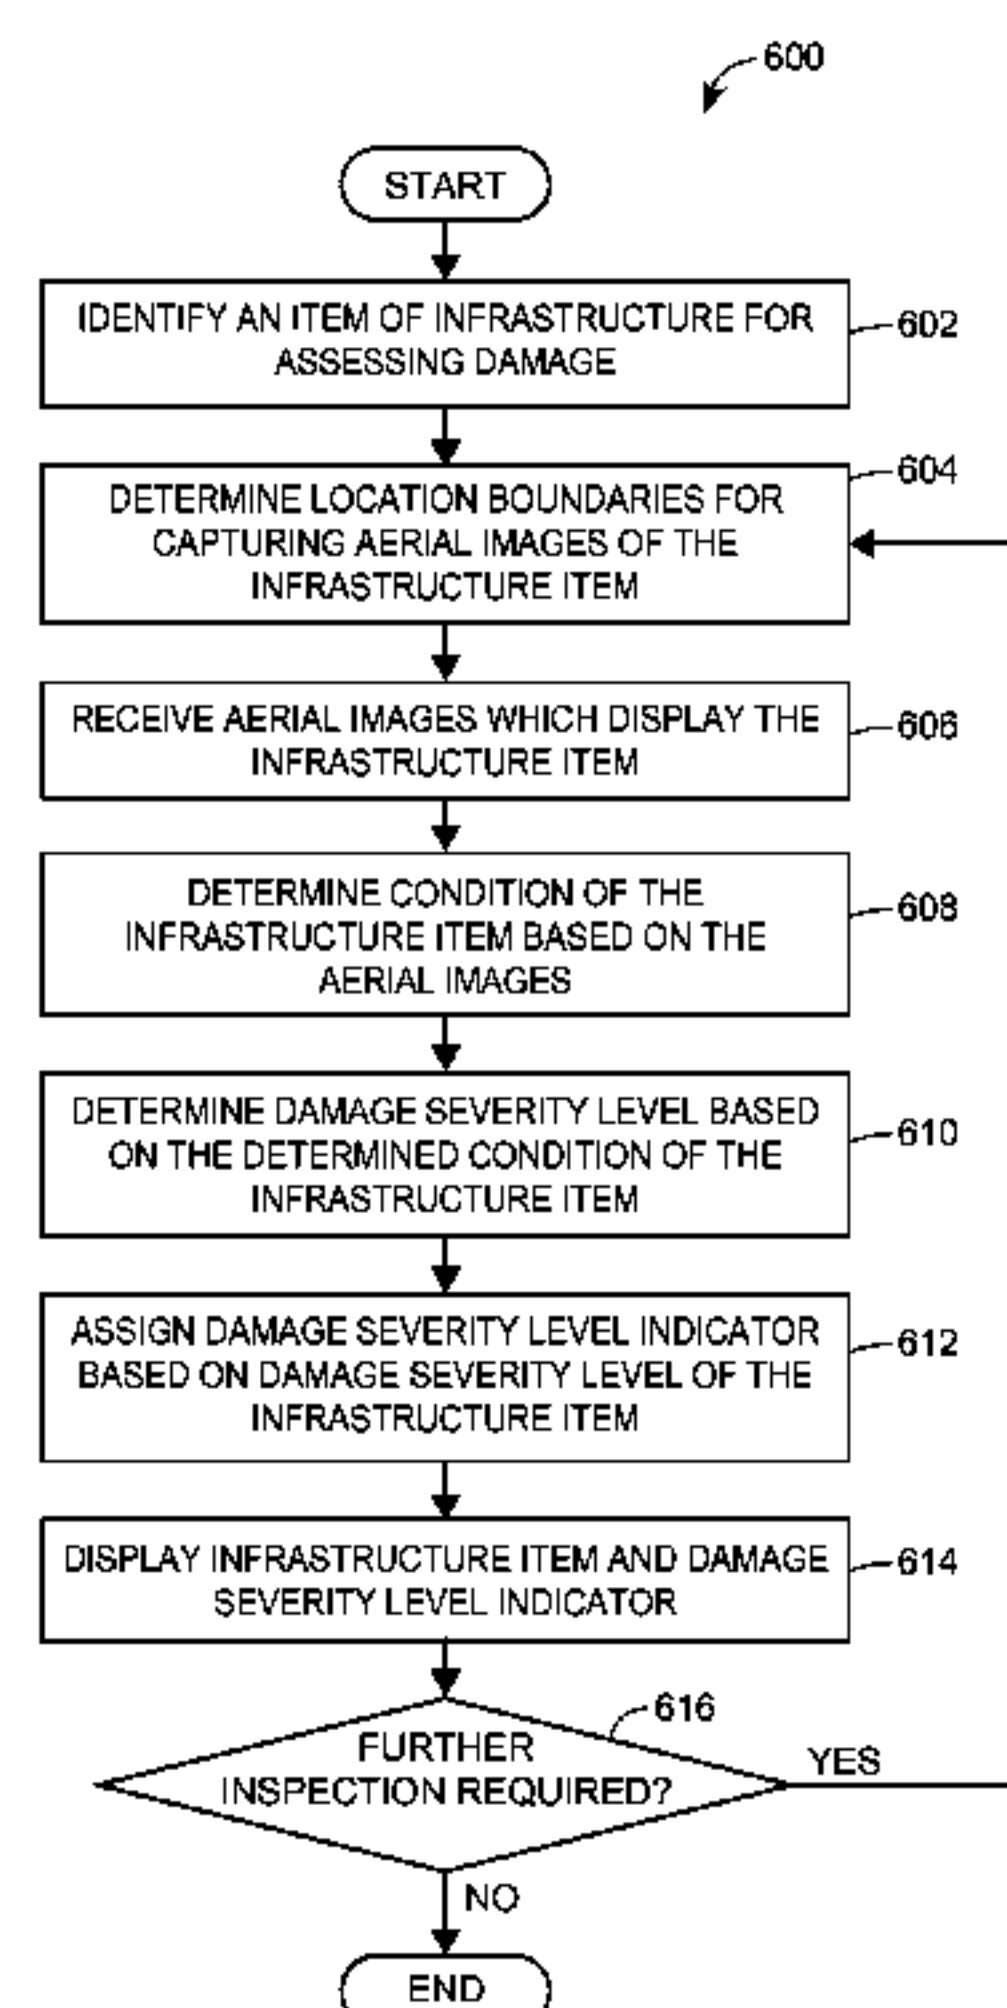 600
START
IDENTIFY AN ITEM OF INFRASTRUCTURE FOR
ASSESSING DAMAGE
602
DETERMINE LOCATION BOUNDARIES FOR
CAPTURING AERIAL IMAGES OF THE
INFRASTRUCTURE ITEM
604
RECEIVE AERIAL IMAGES WHICH DISPLAY THE
INFRASTRUCTURE ITEM
606
DETERMINE CONDITION OF THE
INFRASTRUCTURE ITEM BASED ON THE
AERIAL IMAGES
608
DETERMINE DAMAGE SEVERITY LEVEL BASED
ON THE DETERMINED CONDITION OF THE
INFRASTRUCTURE ITEM
610
ASSIGN DAMAGE SEVERITY LEVEL INDICATOR
BASED ON DAMAGE SEVERITY LEVEL OF THE
INFRASTRUCTURE ITEM
612
DISPLAY INFRASTRUCTURE ITEM AND DAMAGE
SEVERITY LEVEL INDICATOR
614
616
FURTHER
INSPECTION REQUIRED?
YES
NO
END